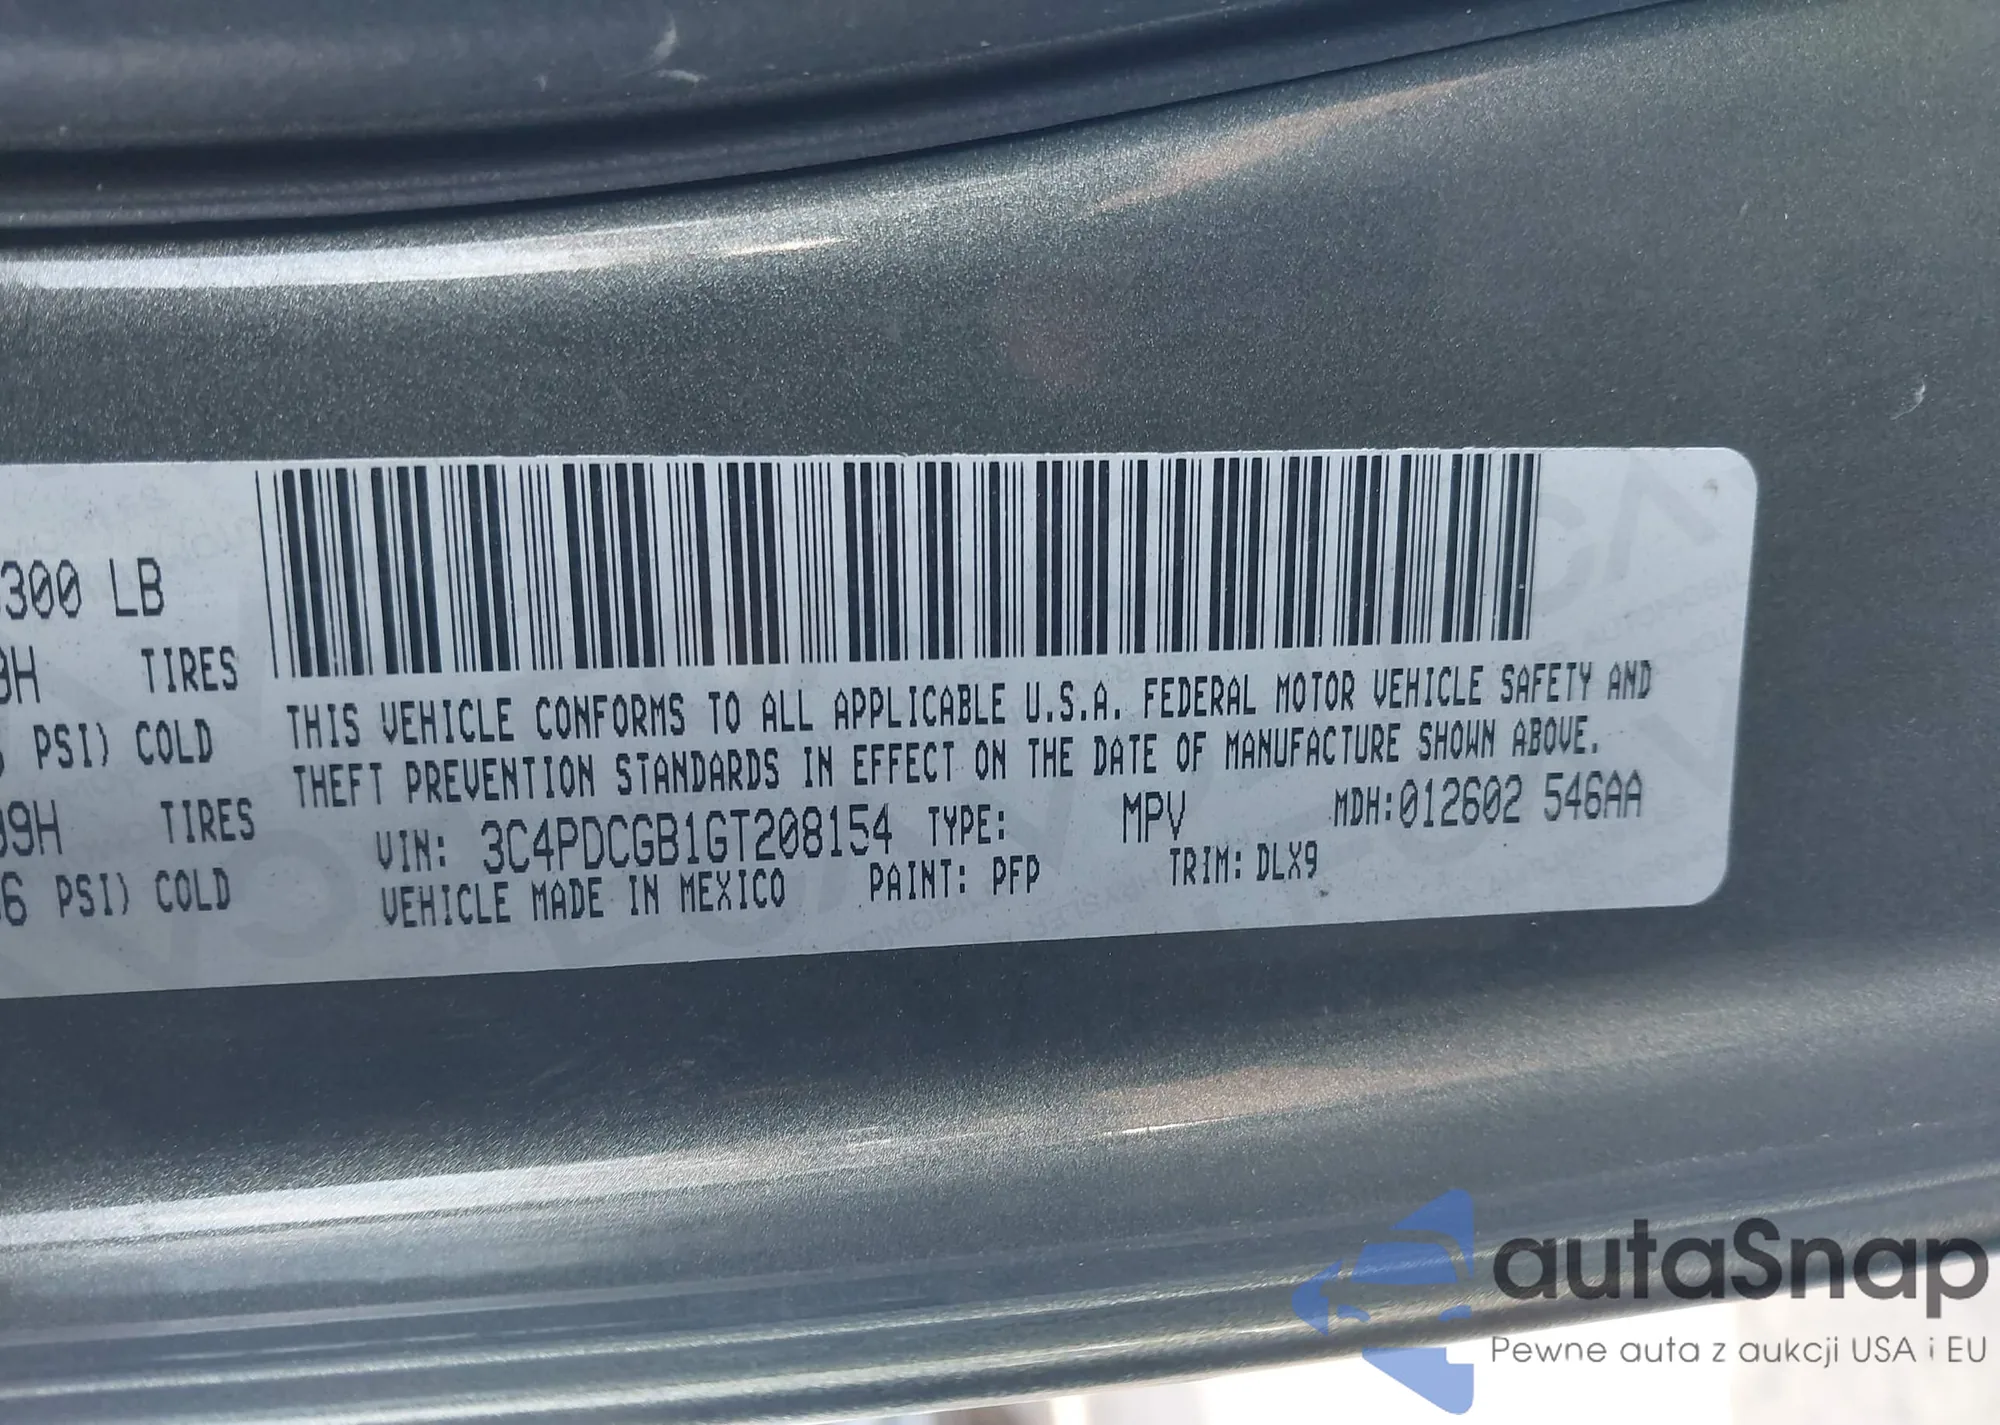 300 LB
9H TIRES
PSI) COLD
09H TIRES
6 PSI) COLD
THIS VEHICLE CONFORMS TO ALL APPLICABLE U.S.A. FEDERAL MOTOR VEHICLE SAFETY AND
THEFT PREVENTION STANDARDS IN EFFECT ON THE DATE OF MANUFACTURE SHOWN ABOVE.
VIN: 3C4PDCGB1GT208154 TYPE: MPV MDH:012602 546AA
VEHICLE MADE IN MEXICO PAINT: PFP TRIM: DLX9
autaSnap
Pewne auta z aukcji USA i EU